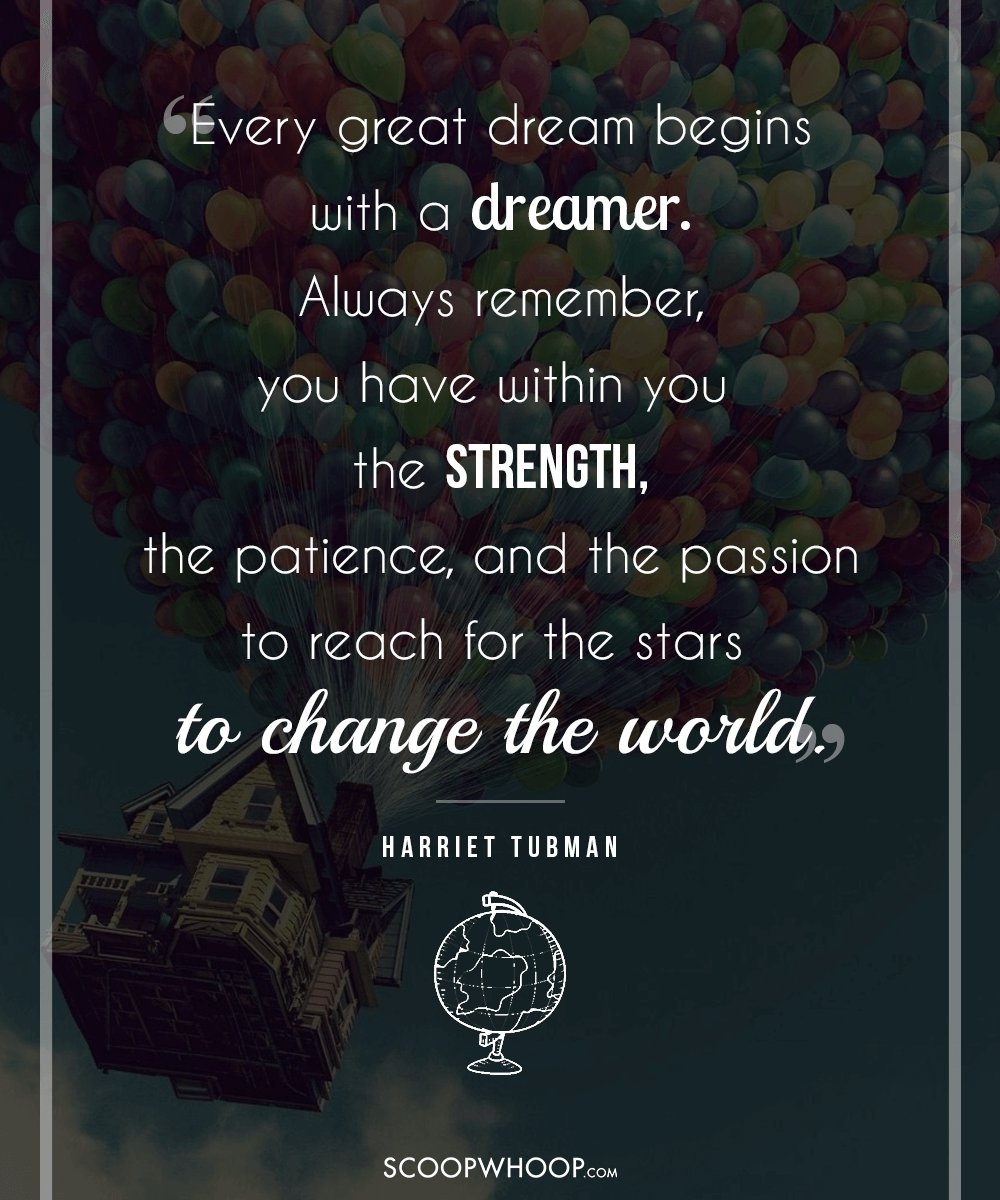 “Every great dream begins
with a dreamer.
Always remember,
you have within you
the STRENGTH,
the patience, and the passion
to reach for the stars
to change the world.”
HARRIET TUBMAN
SCOOPWHOOP.COM